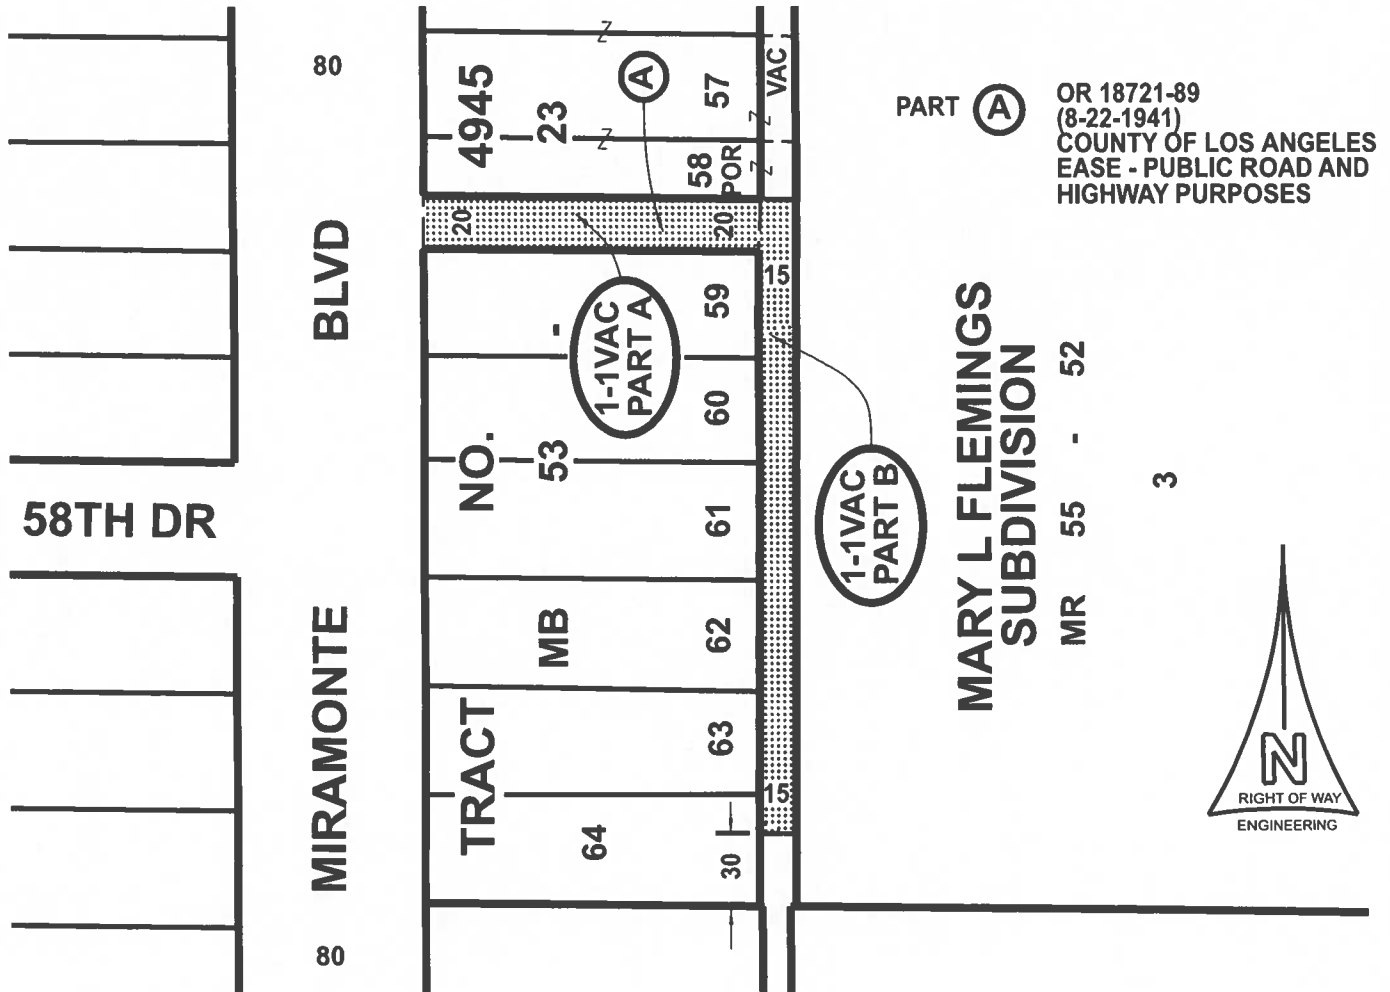 80
BLVD
MIRAMONTE
80
58TH DR
TRACT NO. 4945
MB 53 - 23
A
57
58
POR
VAC
20
20
15
59
60
61
62
63
64
15
30
1-1VAC
PART A
1-1VAC
PART B
PART A
OR 18721-89
(8-22-1941)
COUNTY OF LOS ANGELES
EASE - PUBLIC ROAD AND
HIGHWAY PURPOSES
MARY L FLEMINGS
SUBDIVISION
MR 55 - 52
3
N
RIGHT OF WAY
ENGINEERING